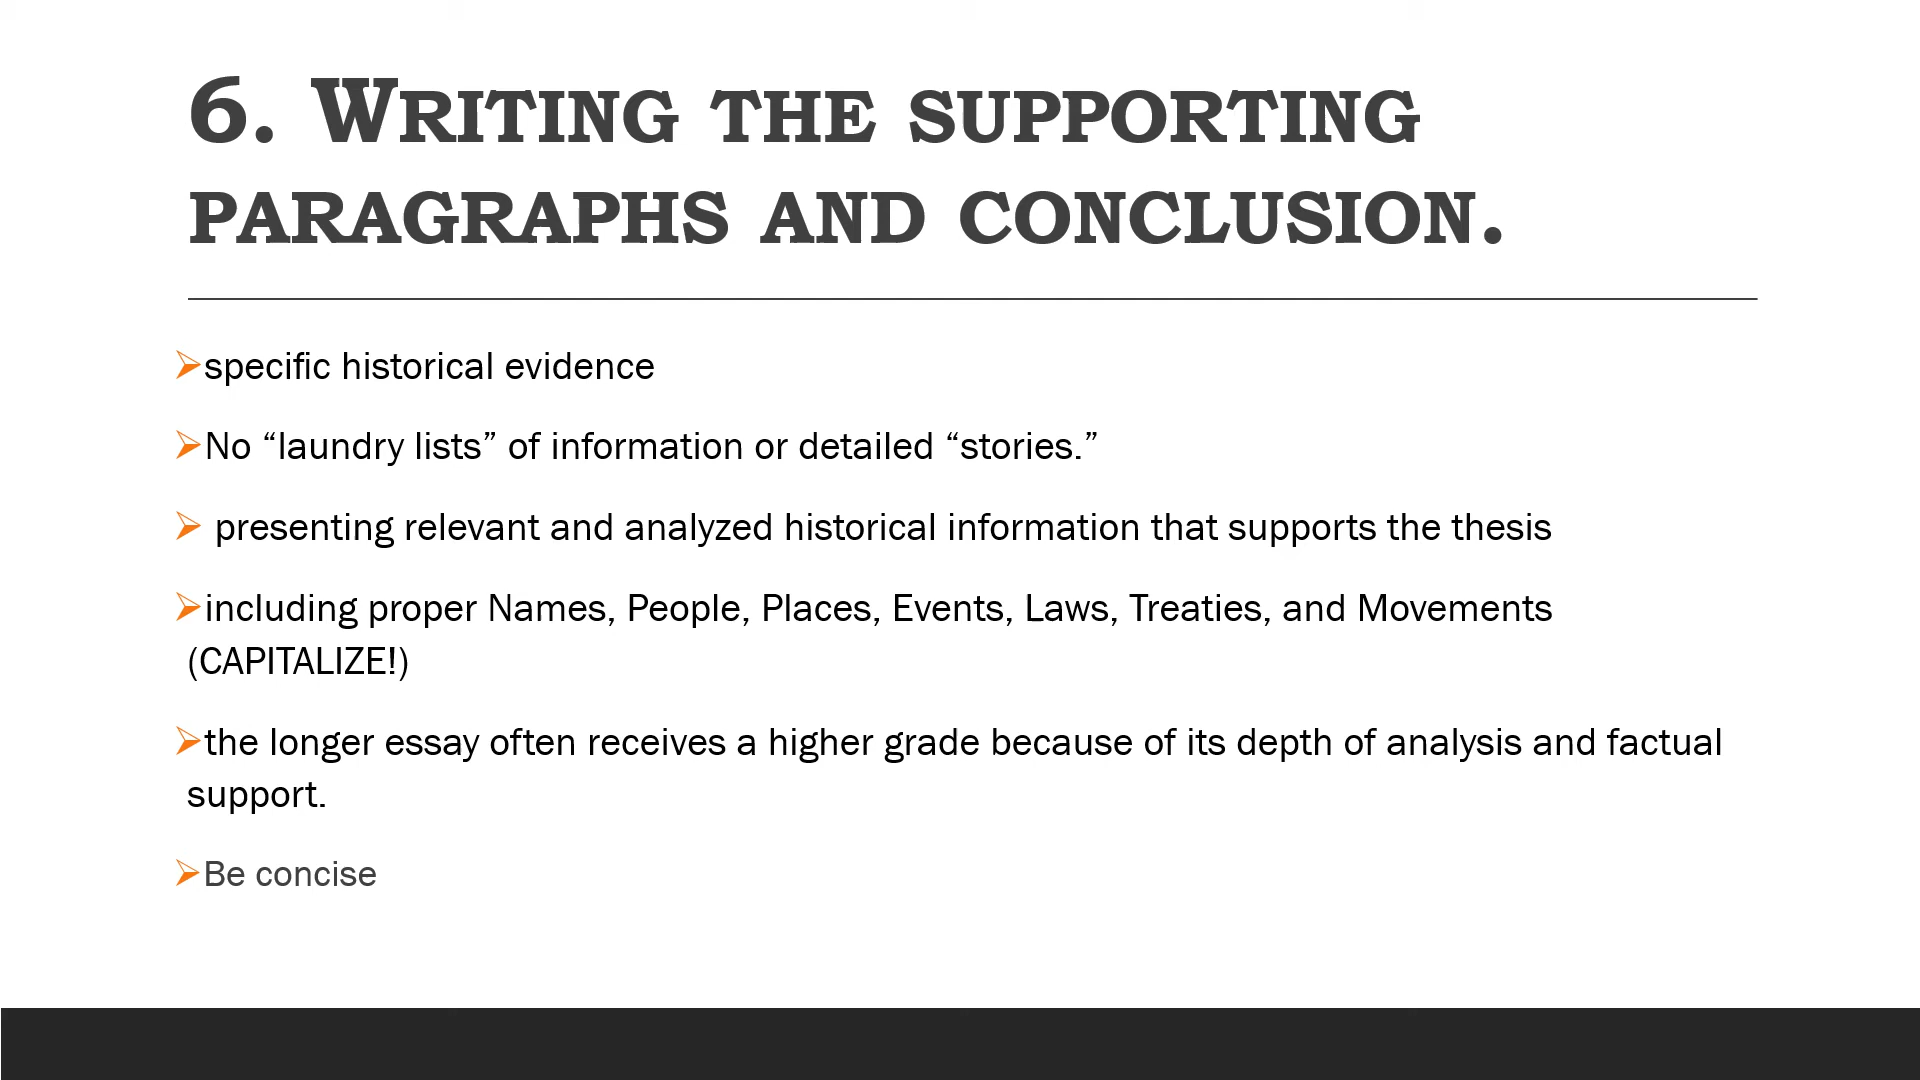 6. Writing the supporting
paragraphs and conclusion.
specific historical evidence
No “laundry lists” of information or detailed “stories.”
presenting relevant and analyzed historical information that supports the thesis
including proper Names, People, Places, Events, Laws, Treaties, and Movements
(CAPITALIZE!)
the longer essay often receives a higher grade because of its depth of analysis and factual
support.
Be concise